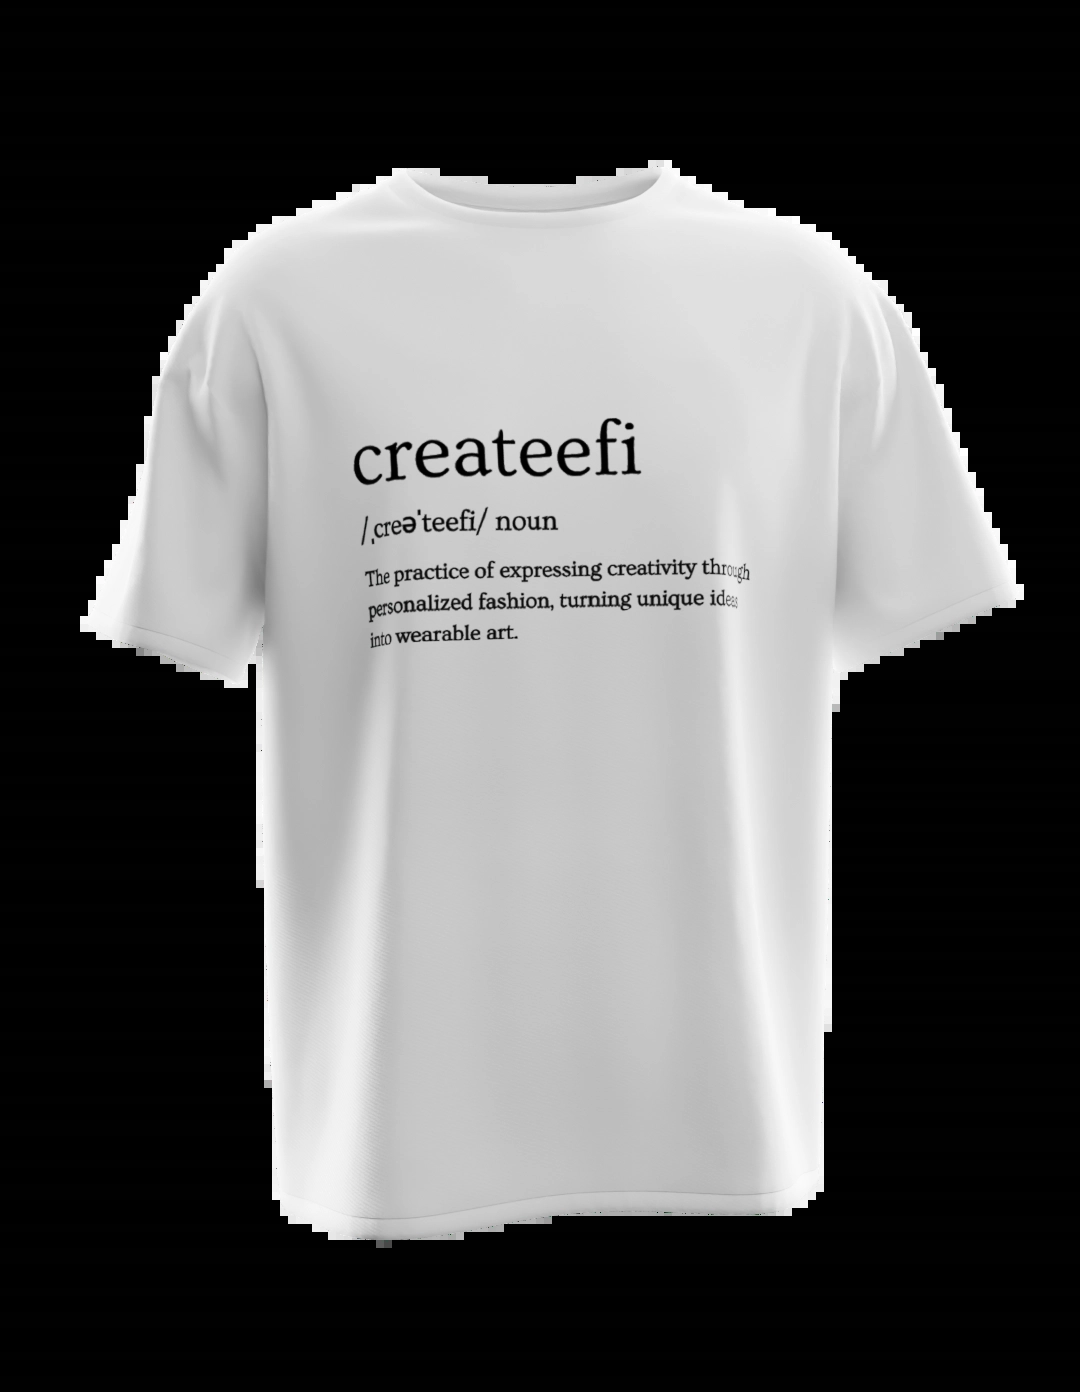 createefi
/ˌcreəˈteefi/ noun
The practice of expressing creativity through
personalized fashion, turning unique ideas
into wearable art.